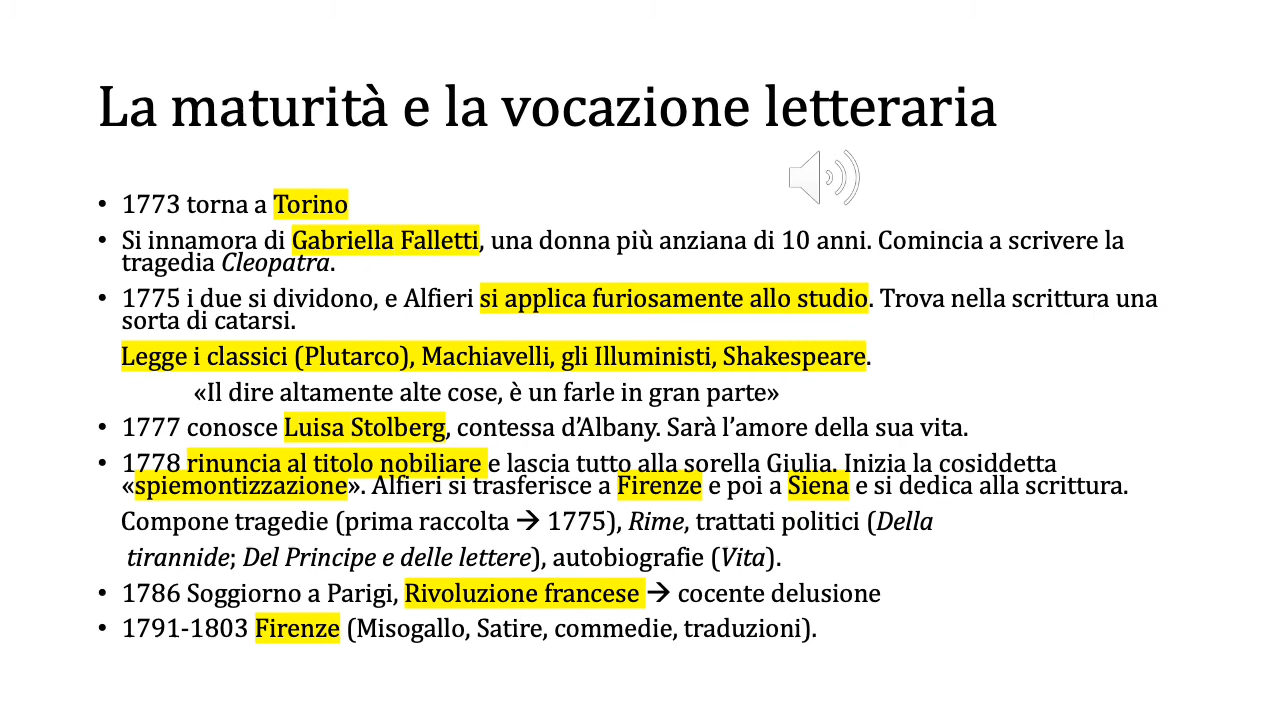 La maturità e la vocazione letteraria
• 1773 torna a Torino
• Si innamora di Gabriella Falletti, una donna più anziana di 10 anni. Comincia a scrivere la
tragedia Cleopatra.
• 1775 i due si dividono, e Alfieri si applica furiosamente allo studio. Trova nella scrittura una
sorta di catarsi.
Legge i classici (Plutarco), Machiavelli, gli Illuministi, Shakespeare.
«Il dire altamente alte cose, è un farle in gran parte»
• 1777 conosce Luisa Stolberg, contessa d’Albany. Sarà l’amore della sua vita.
• 1778 rinuncia al titolo nobiliare e lascia tutto alla sorella Giulia. Inizia la cosiddetta
«spiemontizzazione». Alfieri si trasferisce a Firenze e poi a Siena e si dedica alla scrittura.
Compone tragedie (prima raccolta → 1775), Rime, trattati politici (Della
tirannide; Del Principe e delle lettere), autobiografie (Vita).
• 1786 Soggiorno a Parigi, Rivoluzione francese → cocente delusione
• 1791-1803 Firenze (Misogallo, Satire, commedie, traduzioni).